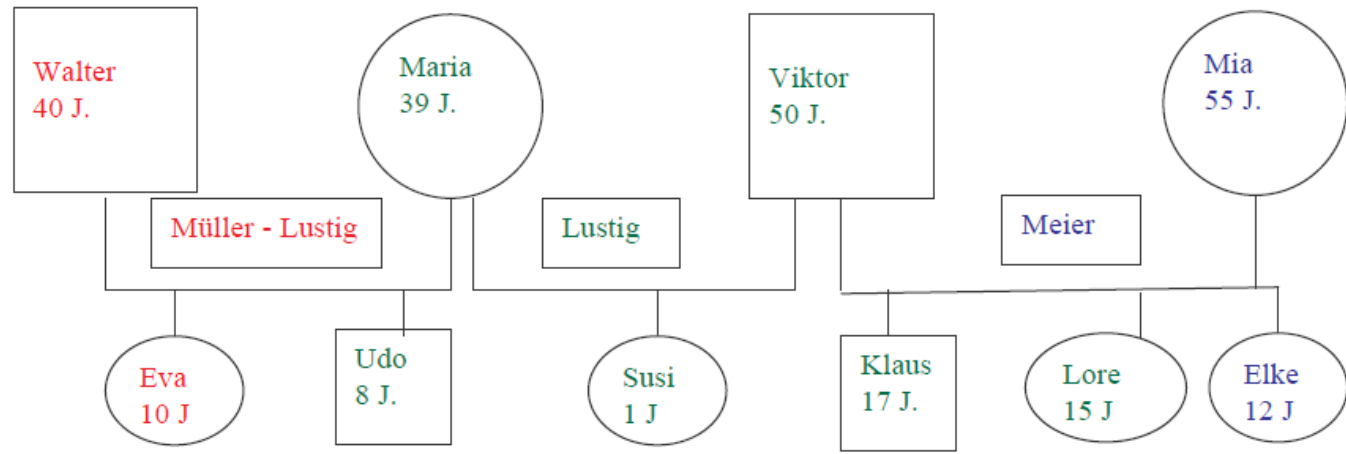 Walter
40 J.
Maria
39 J.
Viktor
50 J.
Mia
55 J.
Müller - Lustig
Lustig
Meier
Eva
10 J
Udo
8 J.
Susi
1 J
Klaus
17 J.
Lore
15 J
Elke
12 J